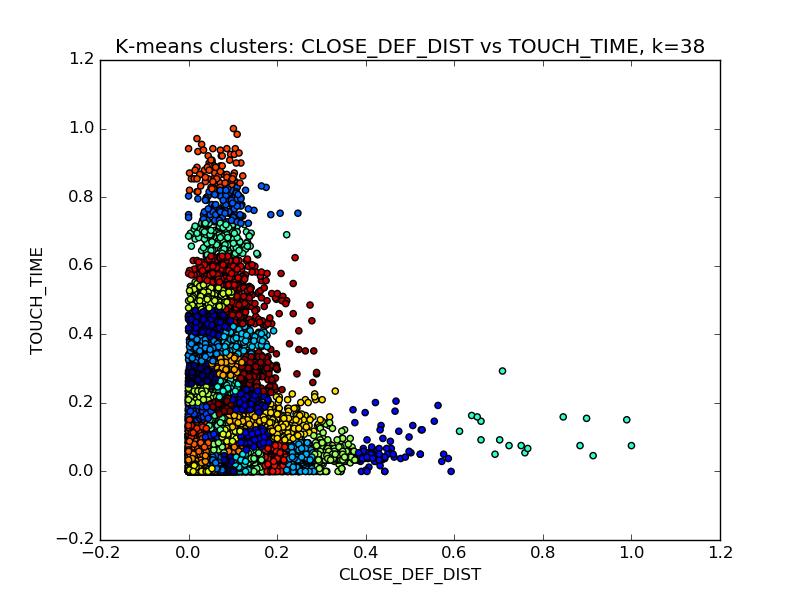 K-means clusters: CLOSE_DEF_DIST vs TOUCH_TIME, k=38
1.2
1.0
0.8
0.6
0.4
0.2
0.0
−0.2
TOUCH_TIME
−0.2 0.0 0.2 0.4 0.6 0.8 1.0 1.2
CLOSE_DEF_DIST